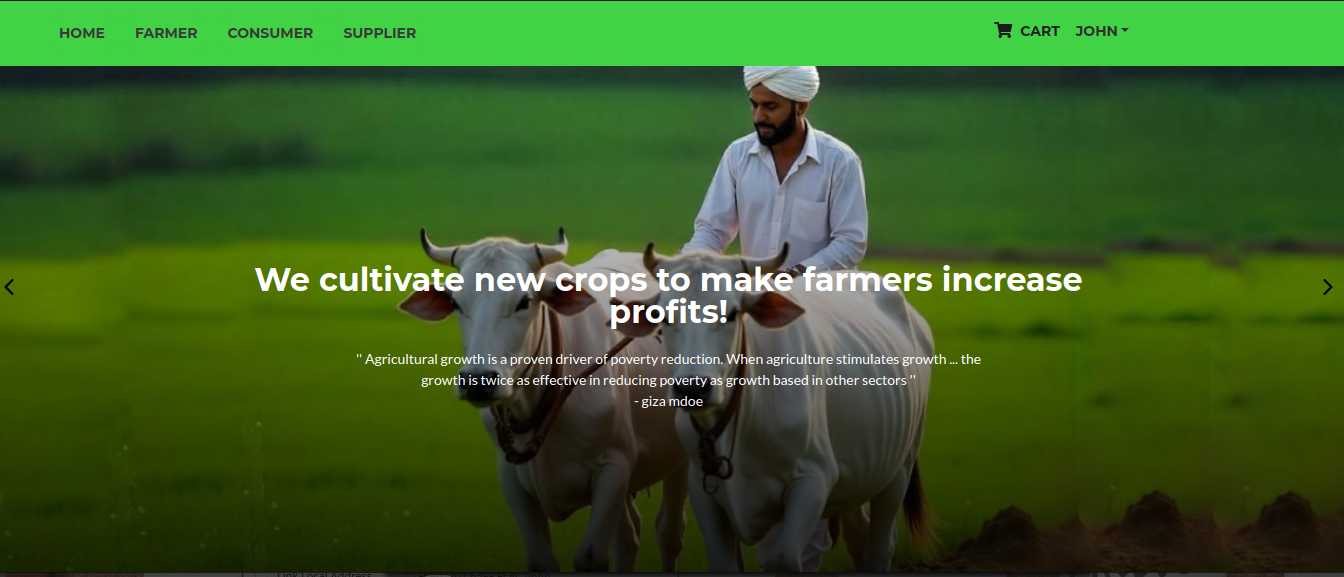 HOME FARMER CONSUMER SUPPLIER CART JOHN
We cultivate new crops to make farmers increase
profits!
" Agricultural growth is a proven driver of poverty reduction. When agriculture stimulates growth ... the
growth is twice as effective in reducing poverty as growth based in other sectors "
- giza mdoe